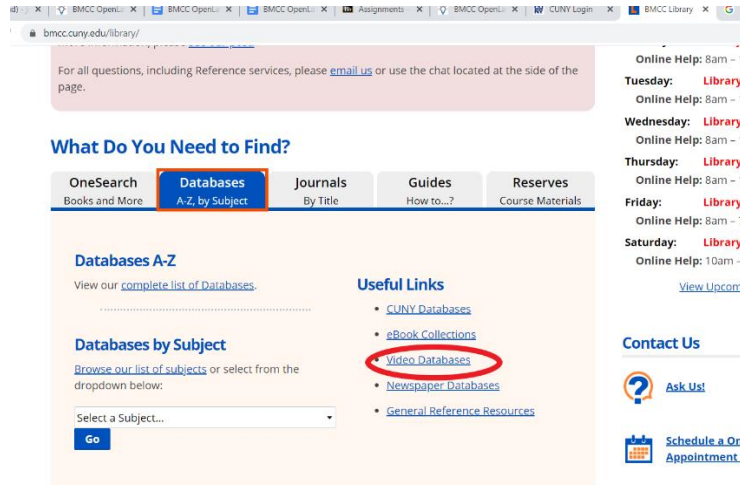 BMCC OpenL
BMCC OpenL
BMCC OpenL
Assignments
BMCC OpenL
CUNY Login
BMCC Library
bmcc.cuny.edu/library/
For all questions, including Reference services, please email us or use the chat located at the side of the
page.
What Do You Need to Find?
OneSearch
Books and More
Databases
A-Z, by Subject
Journals
By Title
Guides
How to...?
Reserves
Course Materials
Databases A-Z
View our complete list of Databases.
Databases by Subject
Browse our list of subjects or select from the
dropdown below:
Select a Subject...
Go
Useful Links
• CUNY Databases
• eBook Collections
• Video Databases
• Newspaper Databases
• General Reference Resources
Online Help: 8am –
Tuesday: Library
Online Help: 8am –
Wednesday: Library
Online Help: 8am –
Thursday: Library
Online Help: 8am –
Friday: Library
Online Help: 8am –
Saturday: Library
Online Help: 10am –
View Upcom
Contact Us
Ask Us!
Schedule a On
Appointment